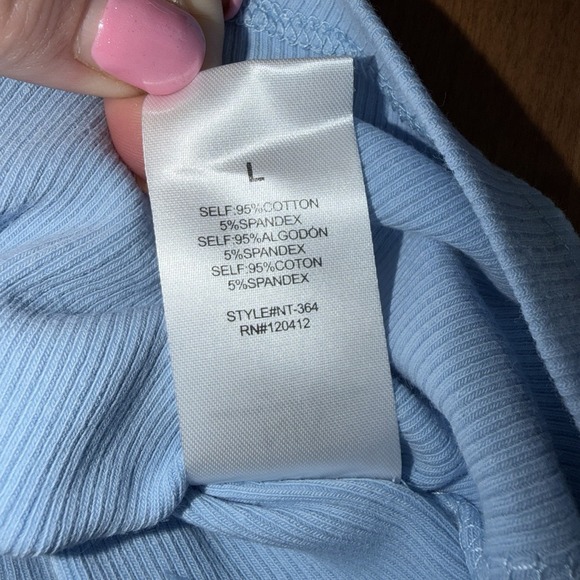 L
SELF:95%COTTON
5%SPANDEX
SELF:95%ALGODÓN
5%SPANDEX
SELF:95%COTON
5%SPANDEX
STYLE#NT-364
RN#120412